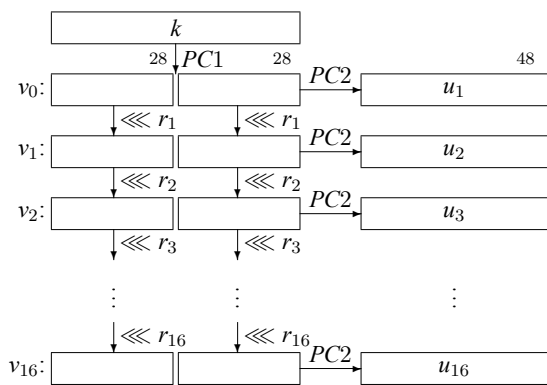 k
28 PC1 28 48
v₀: PC2 u₁
⋘ r₁ ⋘ r₁
v₁: PC2 u₂
⋘ r₂ ⋘ r₂
v₂: PC2 u₃
⋘ r₃ ⋘ r₃
⋮ ⋮ ⋮
⋘ r₁₆ ⋘ r₁₆
v₁₆: PC2 u₁₆